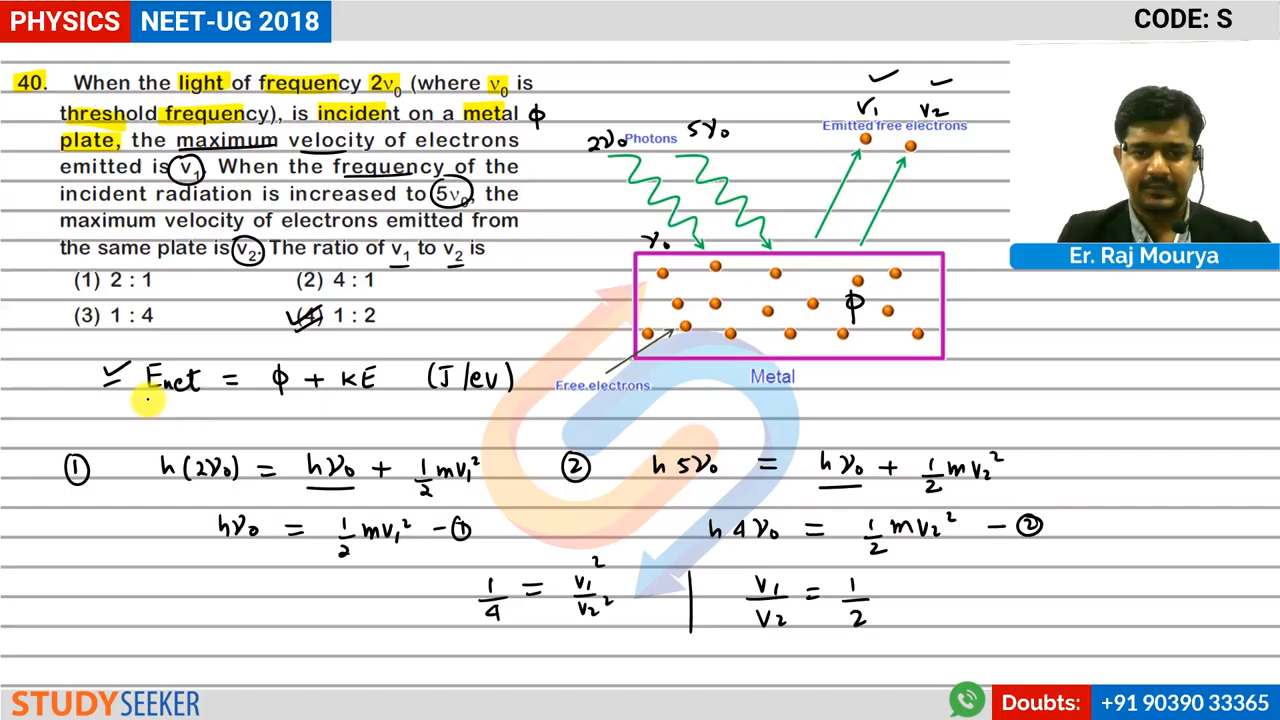 PHYSICS NEET-UG 2018
CODE: S
40. When the light of frequency 2ν₀ (where ν₀ is
threshold frequency), is incident on a metal ϕ
plate, the maximum velocity of electrons
emitted is v₁. When the frequency of the
incident radiation is increased to 5ν₀, the
maximum velocity of electrons emitted from
the same plate is v₂. The ratio of v₁ to v₂ is
(1) 2 : 1 (2) 4 : 1
(3) 1 : 4 (4) 1 : 2
v₁ v₂
Emitted free electrons
2ν₀ Photons 5ν₀
ν₀
ϕ
Free electrons
Metal
Er. Raj Mourya
Enet = ϕ + KE (J/ev)
① h(2ν₀) = hν₀ + 1/2 mv₁²
hν₀ = 1/2 mv₁² - ①
② h 5ν₀ = hν₀ + 1/2 mv₂²
h 4ν₀ = 1/2 mv₂² - ②
1/4 = v₁²/v₂² | v₁/v₂ = 1/2
STUDY SEEKER
Doubts: +91 90390 33365